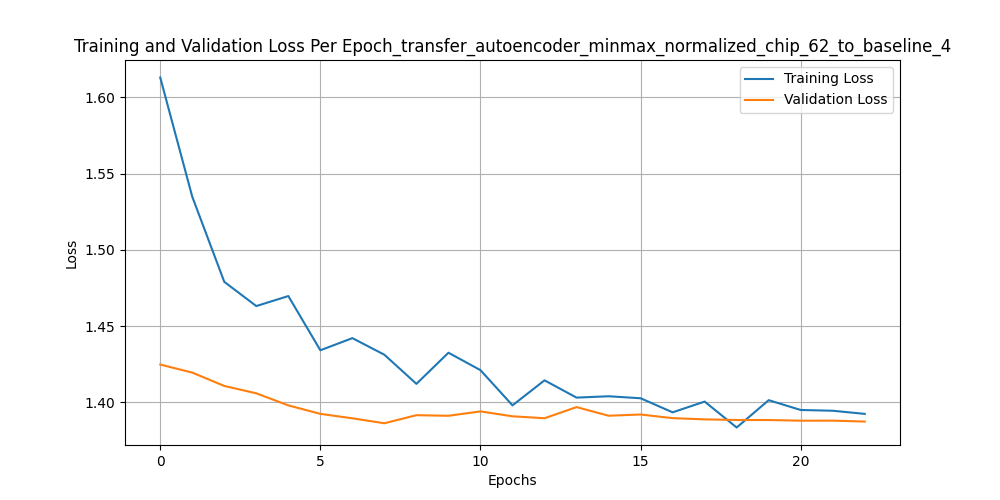 Training and Validation Loss Per Epoch_transfer_autoencoder_minmax_normalized_chip_62_to_baseline_4
Training Loss
Validation Loss
1.60
1.55
1.50
1.45
1.40
Loss
0 5 10 15 20
Epochs